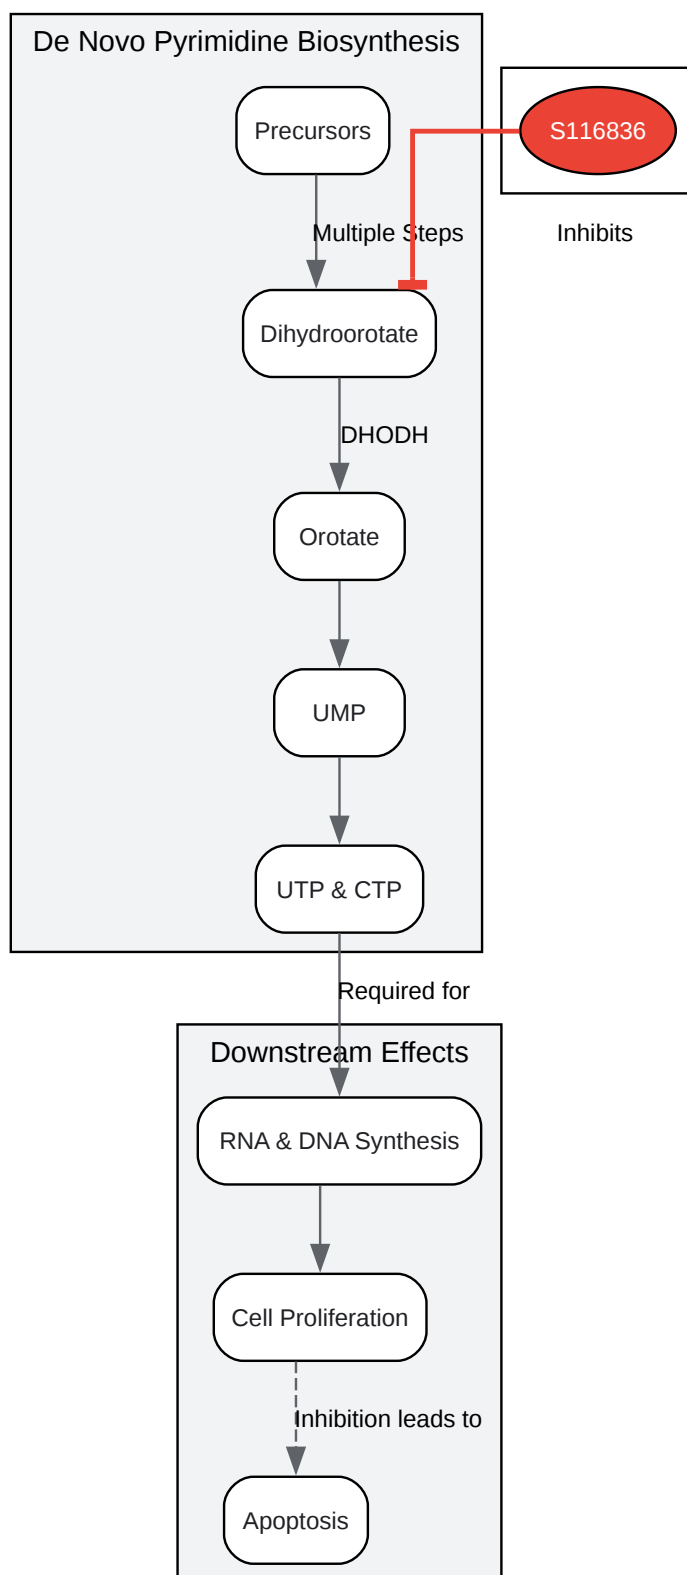 De Novo Pyrimidine Biosynthesis
Precursors
S116836
Multiple Steps
Inhibits
Dihydroorotate
DHODH
Orotate
UMP
UTP & CTP
Required for
Downstream Effects
RNA & DNA Synthesis
Cell Proliferation
Inhibition leads to
Apoptosis